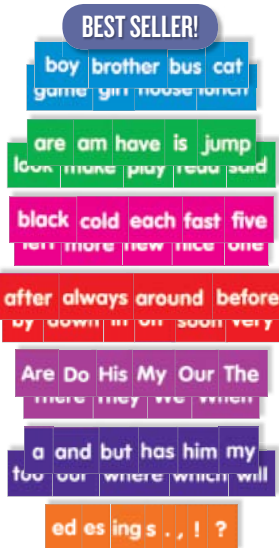 BEST SELLER!
boy brother bus cat
game girl house lunch
are am have is jump
look make play read said
black cold each fast five
left more new nice one
after always around before
by down in on soon very
Are Do His My Our The
There They We When
a and but has him my
too our where which will
ed es ing s . , ! ?